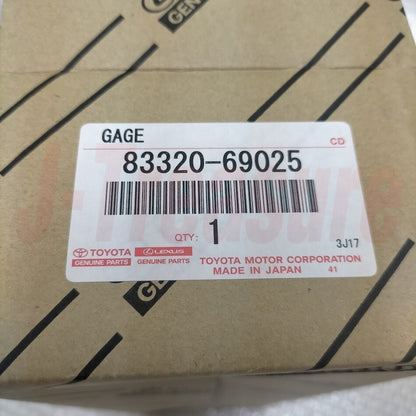 GENUINE
GAGE
CD
83320-69025
QTY: 1
3J17
TOYOTA
GENUINE PARTS
LEXUS
GENUINE PARTS
TOYOTA MOTOR CORPORATION
MADE IN JAPAN 41